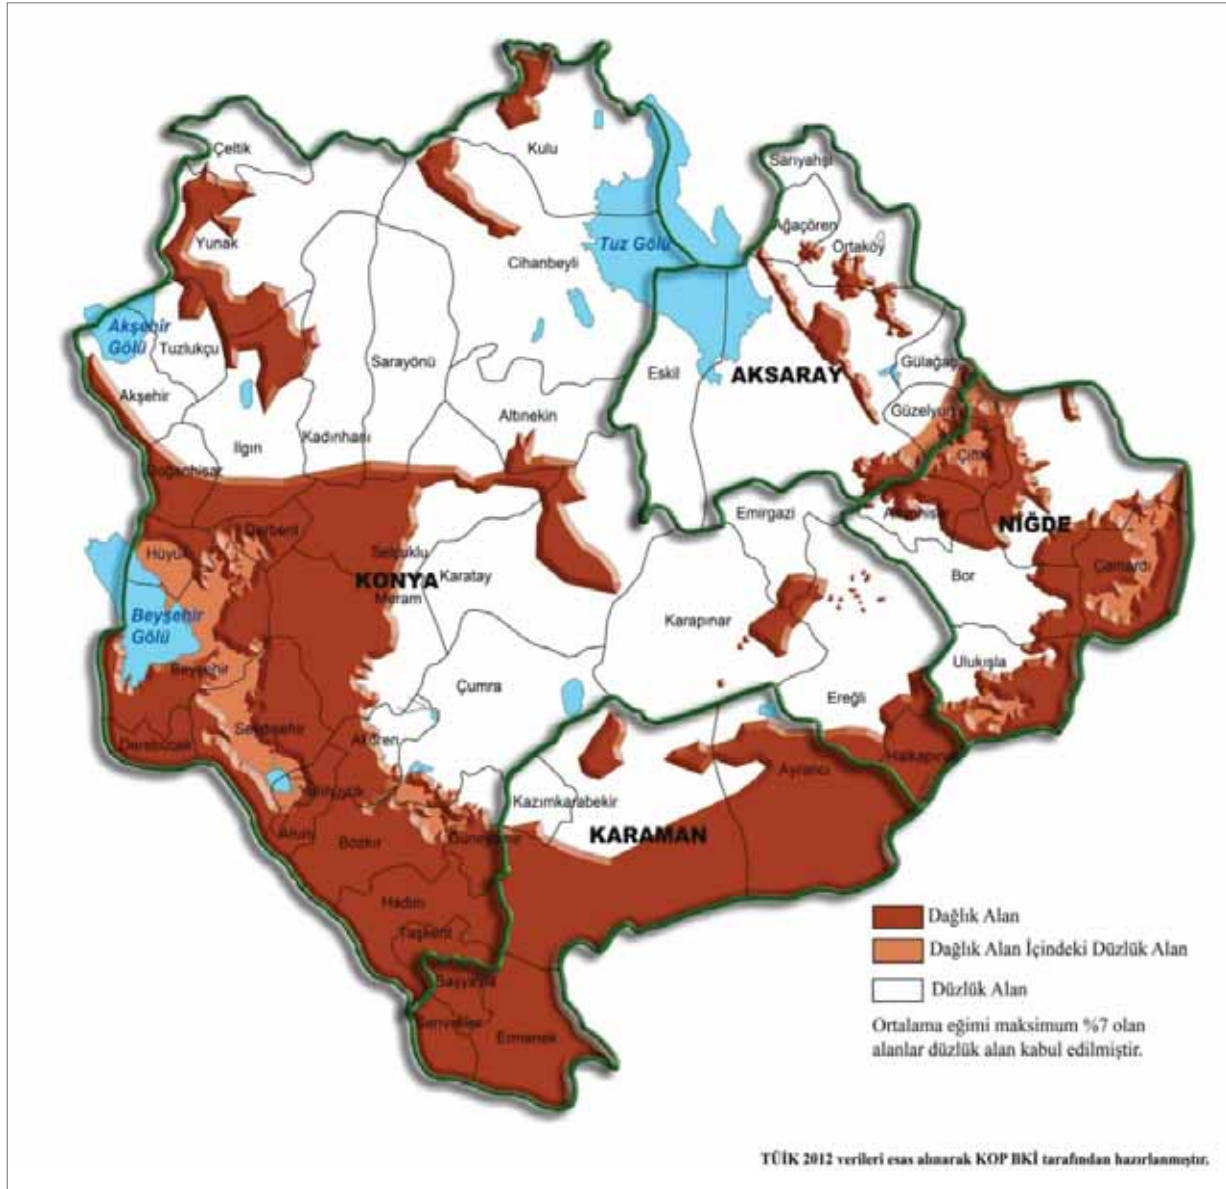 Kulu
Çeltik
Sarıyahşi
Ağaçören
Ortaköy
Yunak
Tuz Gölü
Cihanbeyli
Akşehir
Gölü
Tuzlukçu
Sarayönü
Eskil
AKSARAY
Gülağaç
Akşehir
Altınekin
Güzelyurt
Kadınhanı
Ilgın
Doğanhisar
Çiftlik
Emirgazi
Altunhisar
NİĞDE
Derbent
Hüyük
Selçuklu
KONYA
Karatay
Meram
Bor
Çamardı
Beyşehir
Gölü
Karapınar
Beyşehir
Ulukışla
Çumra
Ereğli
Seydişehir
Derebucak
Akören
Halkapınar
Ayrancı
Yalıhüyük
Kazımkarabekir
Ahırlı
Bozkır
Güneysınır
KARAMAN
Hadim
Taşkent
Başyayla
Sarıveliler
Ermenek
Dağlık Alan
Dağlık Alan İçindeki Düzlük Alan
Düzlük Alan
Ortalama eğimi maksimum %7 olan
alanlar düzlük alan kabul edilmiştir.
TÜİK 2012 verileri esas alınarak KOP BKİ tarafından hazırlanmıştır.